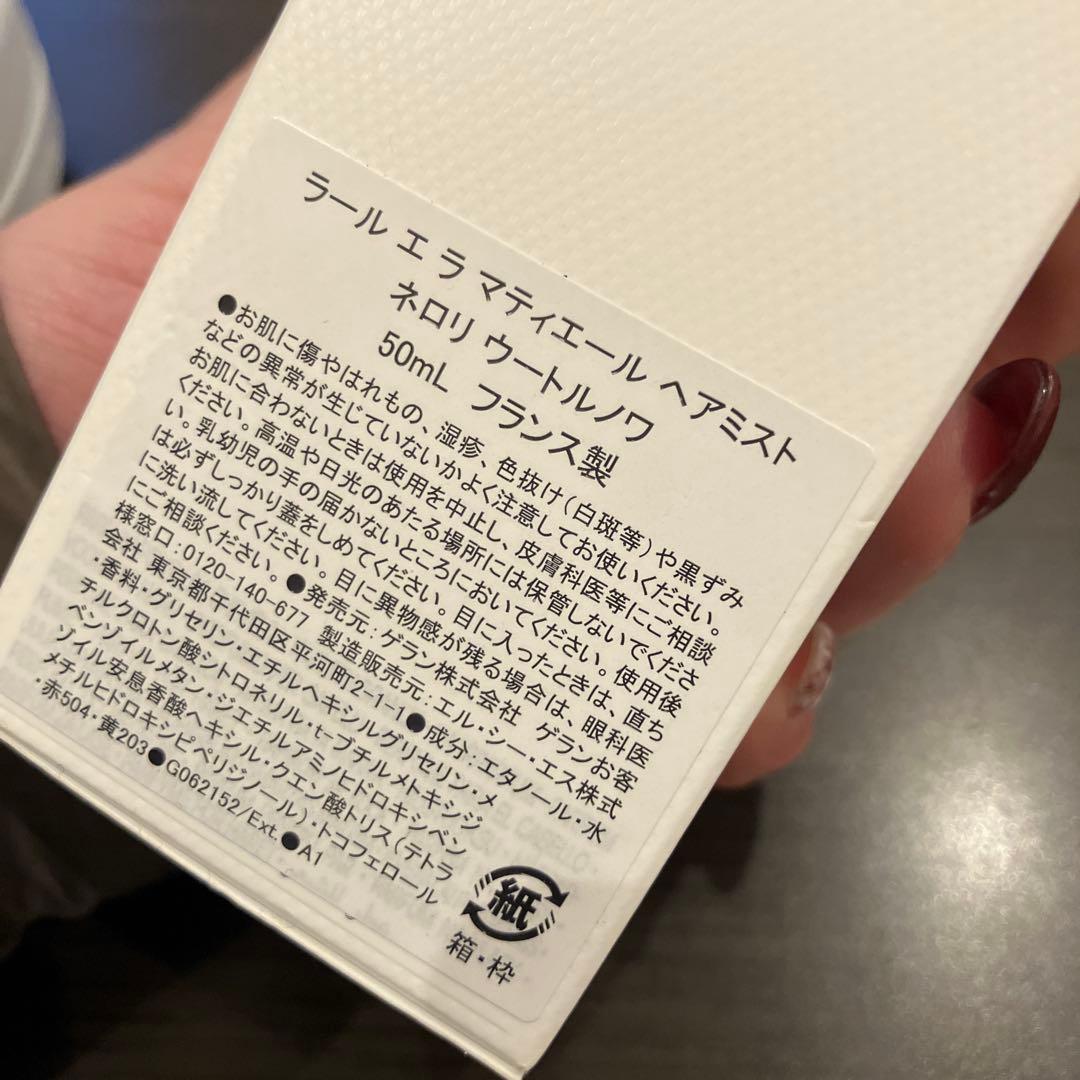 ラール エ ラ マティエール ヘアミスト
ネロリ ウートルノワ
50mL フランス製
●お肌に傷やはれもの、湿疹、色抜け(白斑等)や黒ずみ
などの異常が生じていないかよく注意してお使いください。
お肌に合わないときは使用を中止し、皮膚科医等にご相談
ください。高温や日光のあたる場所には保管しないでくださ
い。乳幼児の手の届かないところにおいてください。使用後
は必ずしっかり蓋をしめてください。目に入ったときは、直ち
に洗い流してください。目に異物感が残る場合は、眼科医
にご相談ください。●発売元:ゲラン株式会社 ゲランお客
様窓口:0120-140-677 製造販売元:エル・シー・エス株式
会社 東京都千代田区平河町2-1-1●成分:エタノール・水
・香料・グリセリン・エチルヘキシルグリセリン・メ
チルクロトン酸シトロネリル・t-ブチルメトキシジ
ベンゾイルメタン・ジエチルアミノヒドロキシベン
ゾイル安息香酸ヘキシル・クエン酸トリス(テトラ
メチルヒドロキシピペリジノール)・トコフェロール
・赤504・黄203●G062152/Ext.●A1
紙
箱・枠